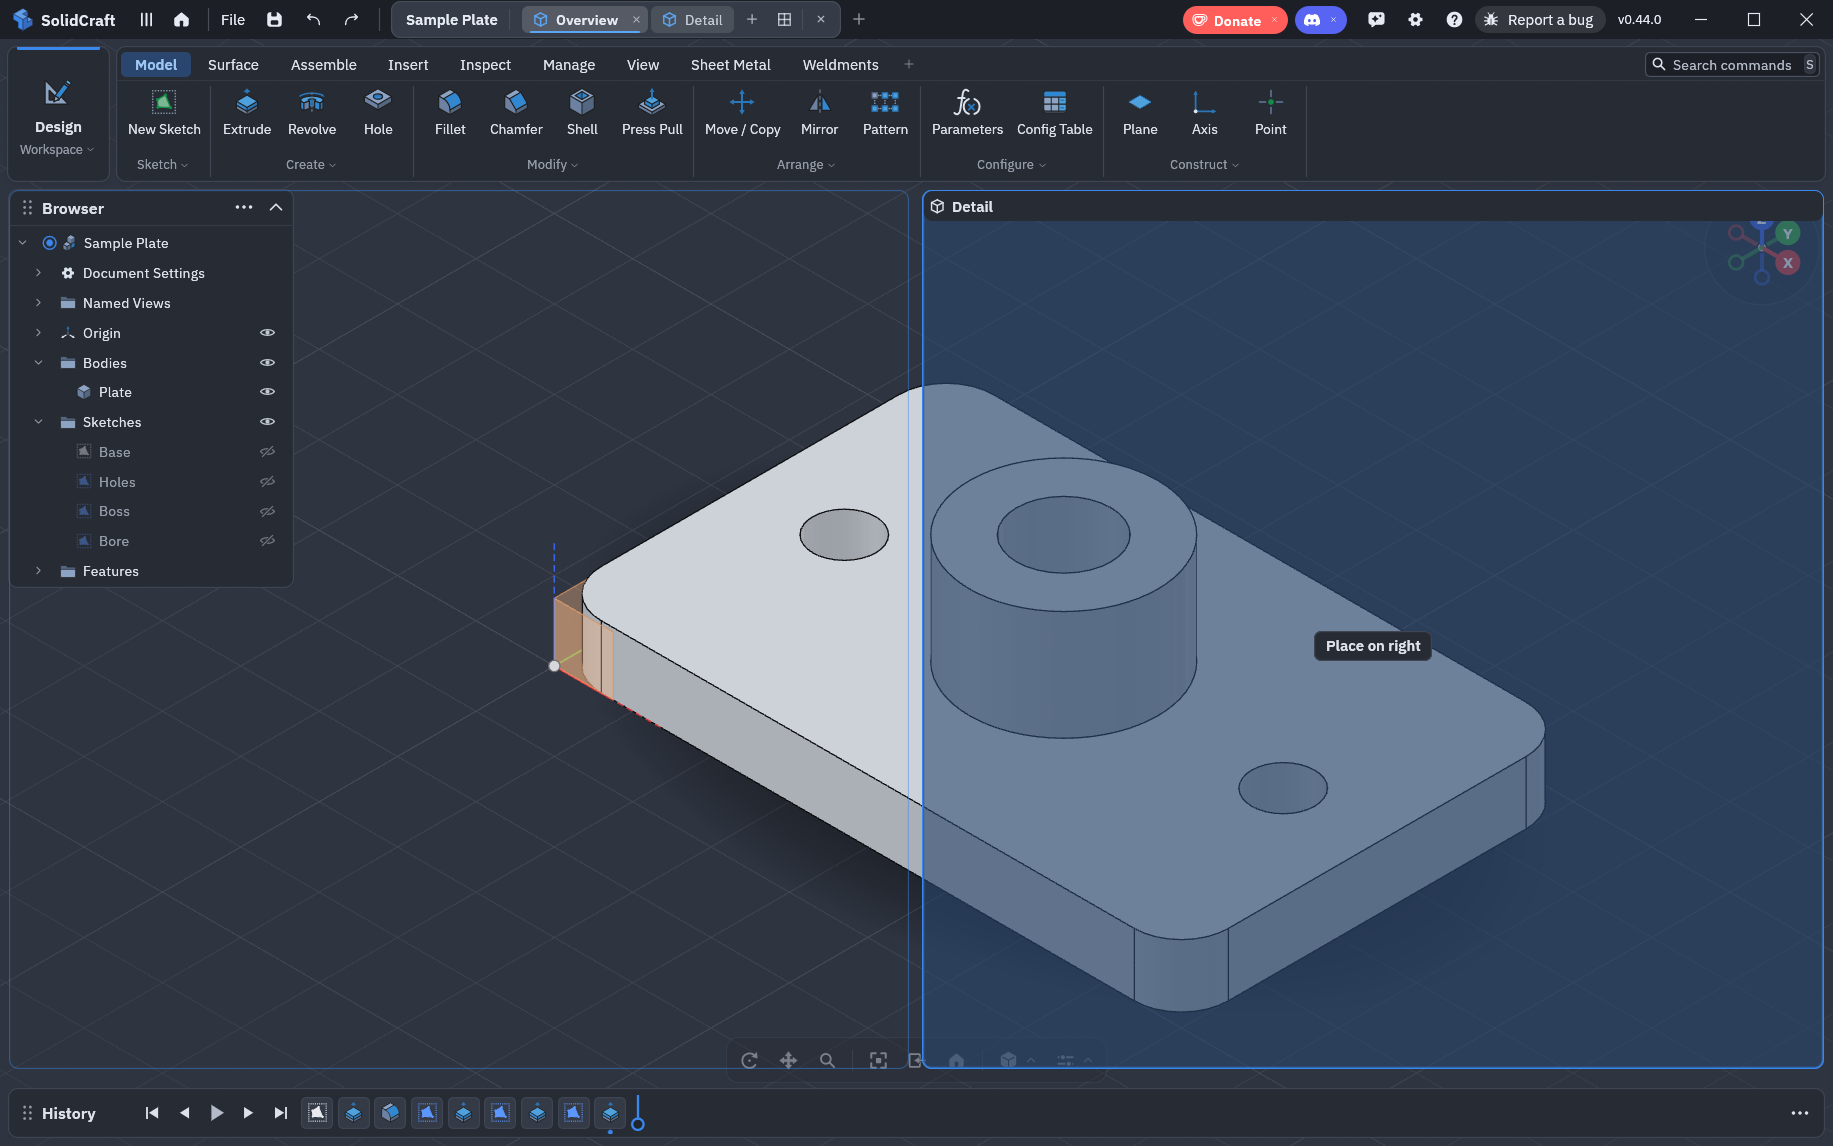 SolidCraft
File
Sample Plate
Overview
Detail
Donate
Report a bug
v0.44.0
Design
Workspace
Model
Surface
Assemble
Insert
Inspect
Manage
View
Sheet Metal
Weldments
Search commands
S
New Sketch
Extrude
Revolve
Hole
Fillet
Chamfer
Shell
Press Pull
Move / Copy
Mirror
Pattern
Parameters
Config Table
Plane
Axis
Point
Sketch
Create
Modify
Arrange
Configure
Construct
Browser
Sample Plate
Document Settings
Named Views
Origin
Bodies
Plate
Sketches
Base
Holes
Boss
Bore
Features
Detail
Y
X
Place on right
History